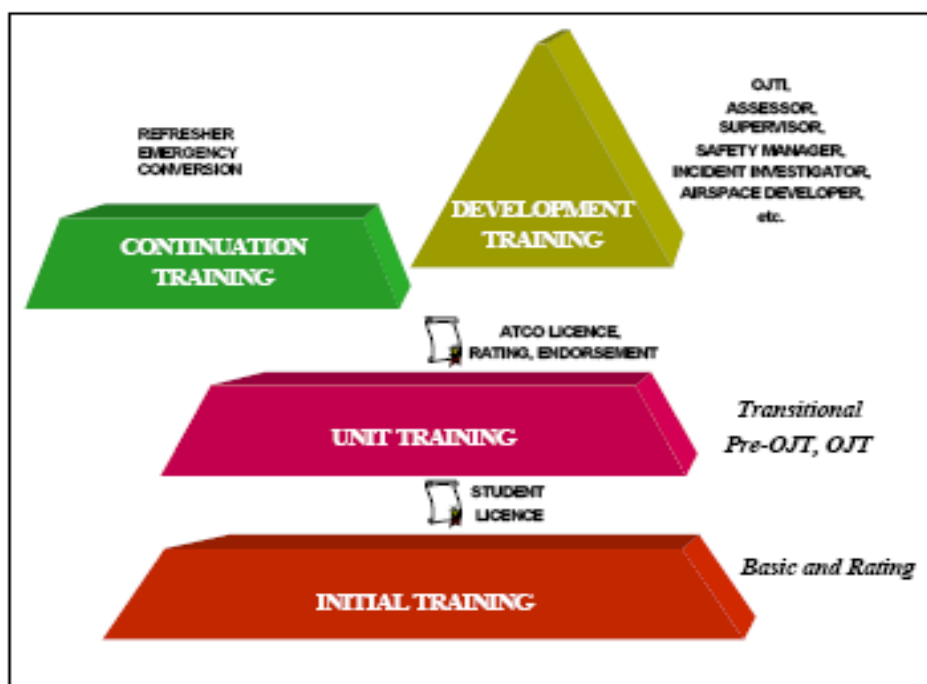 OJTI,
ASSESSOR,
SUPERVISOR,
SAFETY MANAGER,
INCIDENT INVESTIGATOR,
AIRSPACE DEVELOPER,
etc.
REFRESHER
EMERGENCY
CONVERSION
DEVELOPMENT
TRAINING
CONTINUATION
TRAINING
ATCO LICENCE,
RATING, ENDORSEMENT
UNIT TRAINING
Transitional
Pre-OJT, OJT
STUDENT
LICENCE
INITIAL TRAINING
Basic and Rating